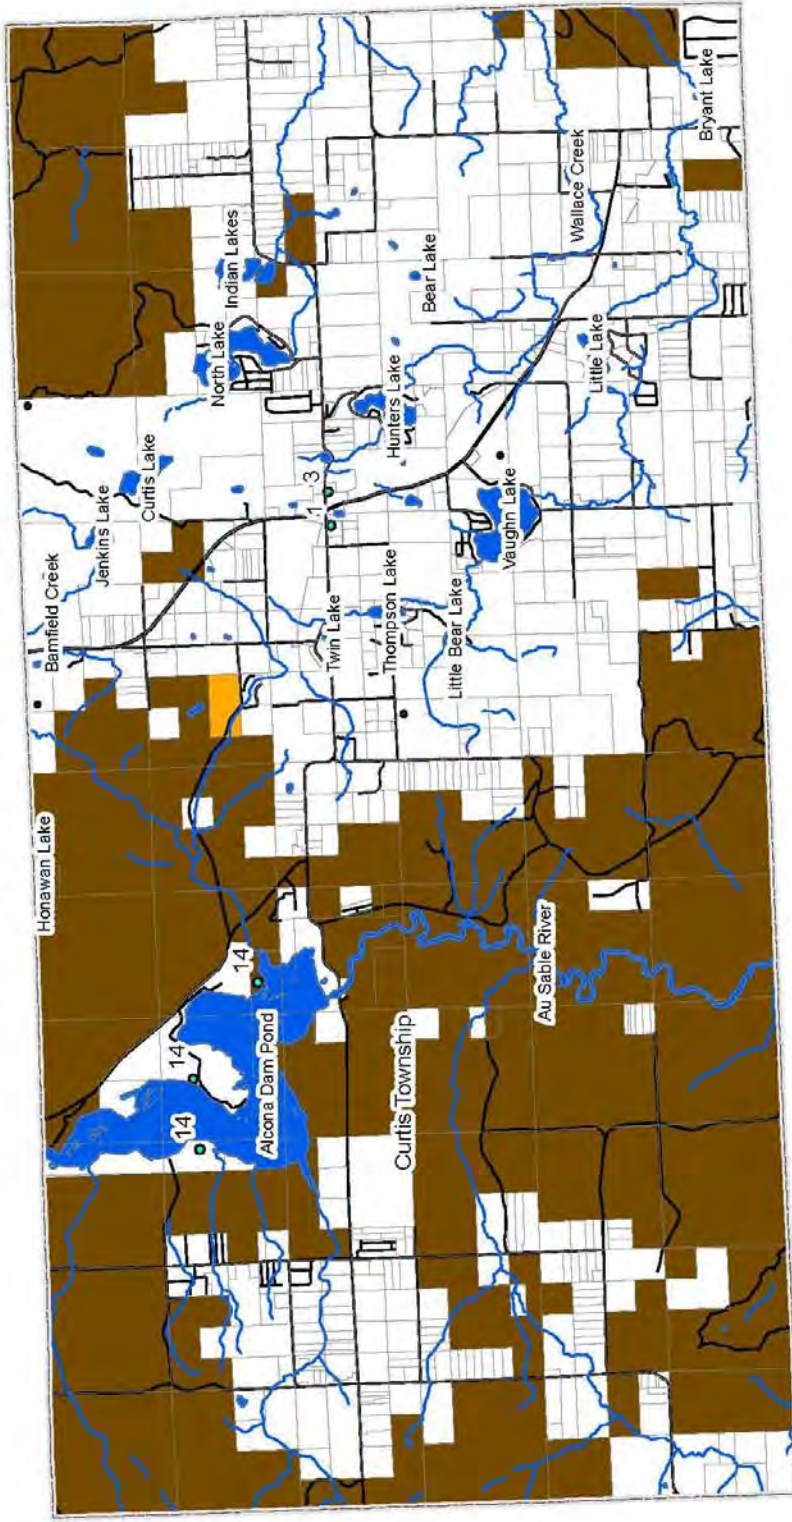 Honawan Lake
Bamfield Creek
Jenkins Lake
Curtis Lake
14
14
14
North Lake
Indian Lakes
Alcona Dam Pond
1
3
Twin Lake
Thompson Lake
Hunters Lake
Curtis Township
Bear Lake
Little Bear Lake
Vaughn Lake
Au Sable River
Wallace Creek
Little Lake
Bryant Lake